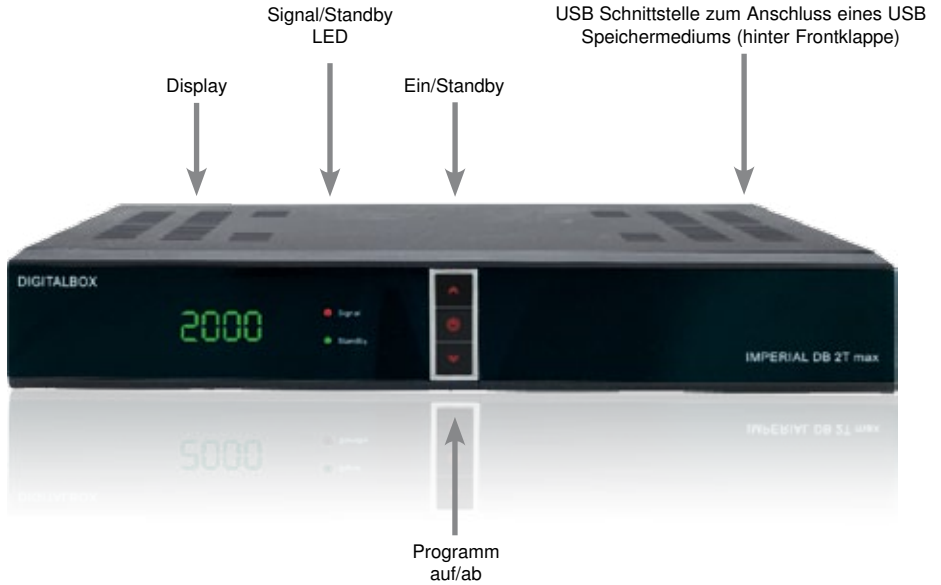 Signal/Standby
LED
USB Schnittstelle zum Anschluss eines USB
Speichermediums (hinter Frontklappe)
Display
Ein/Standby
DIGITALBOX
2000
Signal
Standby
IMPERIAL DB 2T max
Programm
auf/ab